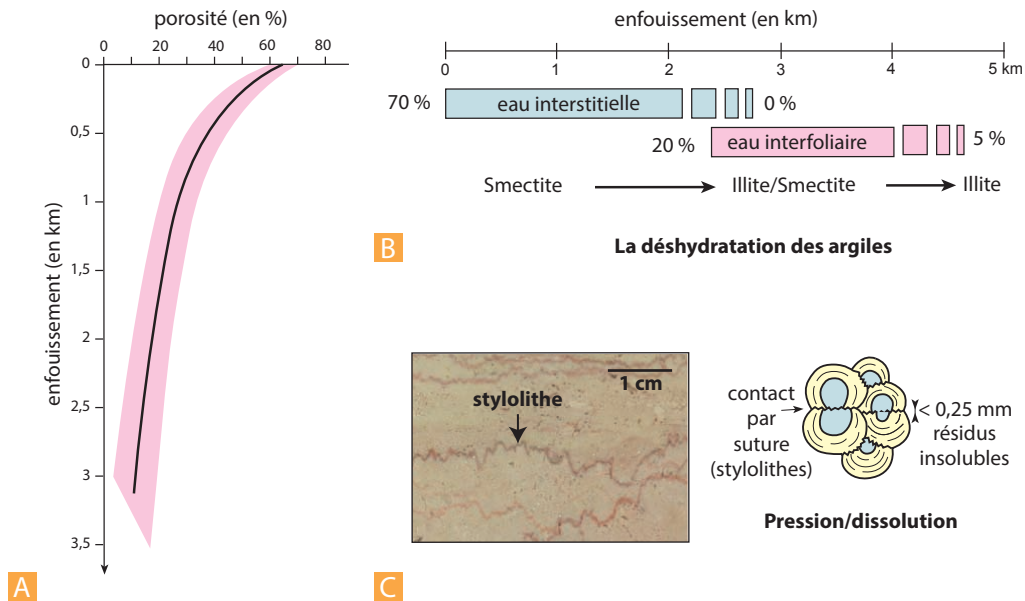 porosité (en %)
0 20 40 60 80
0
0,5
1
1,5
2
2,5
3
3,5
enfouissement (en km)
A
enfouissement (en km)
0 1 2 3 4 5 km
70 % eau interstitielle 0 %
20 % eau interfoliaire 5 %
Smectite Illite/Smectite Illite
B
La déshydratation des argiles
1 cm
stylolithe
contact
par
suture
(stylolithes)
< 0,25 mm
résidus
insolubles
Pression/dissolution
C